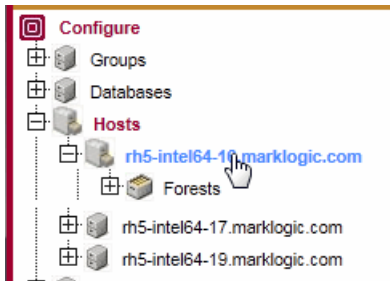 Configure
Groups
Databases
Hosts
rh5-intel64-16.marklogic.com
Forests
rh5-intel64-17.marklogic.com
rh5-intel64-19.marklogic.com